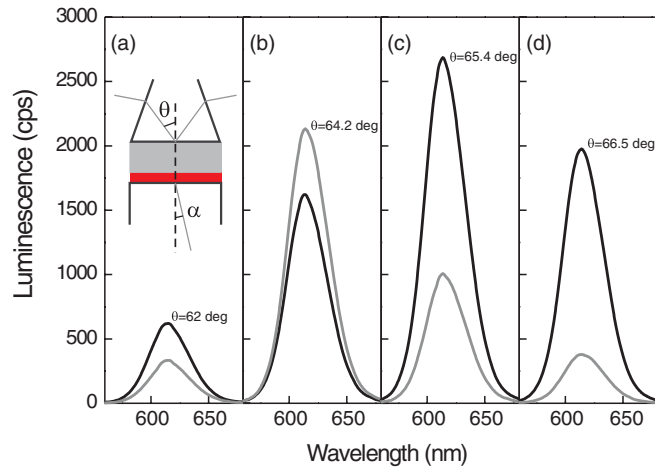 3000
2500
2000
1500
1000
500
0
Luminescence (cps)
(a)
(b)
(c)
(d)
θ
α
θ=62 deg
θ=64.2 deg
θ=65.4 deg
θ=66.5 deg
600 650 600 650 600 650 600 650
Wavelength (nm)